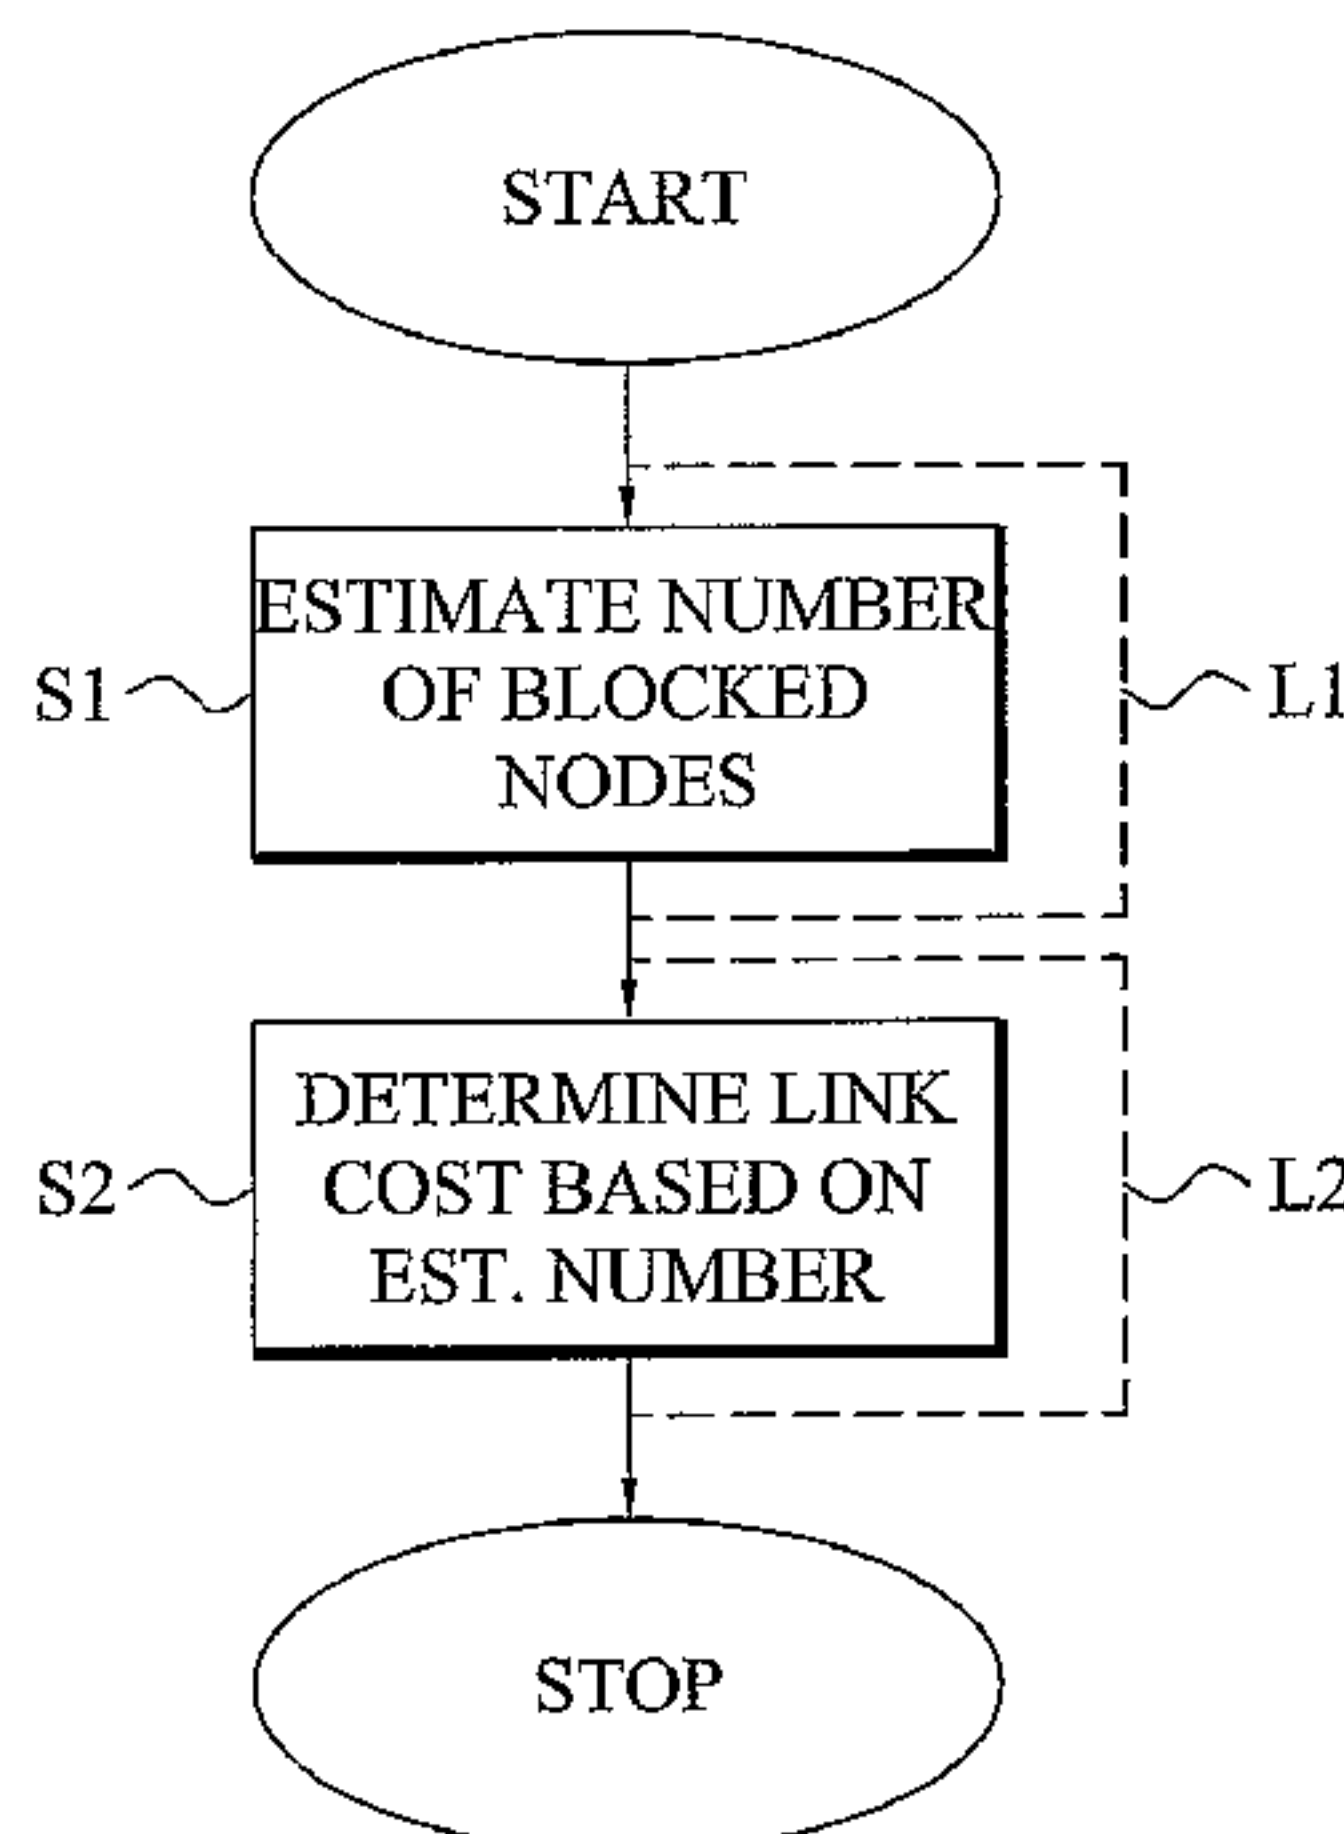 START
ESTIMATE NUMBER
OF BLOCKED
NODES
S1
L1
DETERMINE LINK
COST BASED ON
EST. NUMBER
S2
L2
STOP